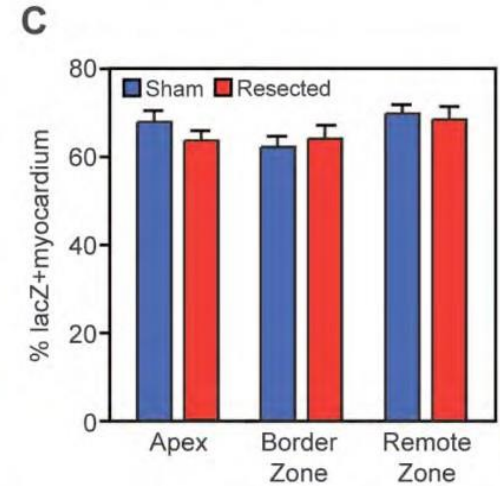 C
80
Sham Resected
60
40
20
0
% lacZ+myocardium
Apex
Border
Zone
Remote
Zone